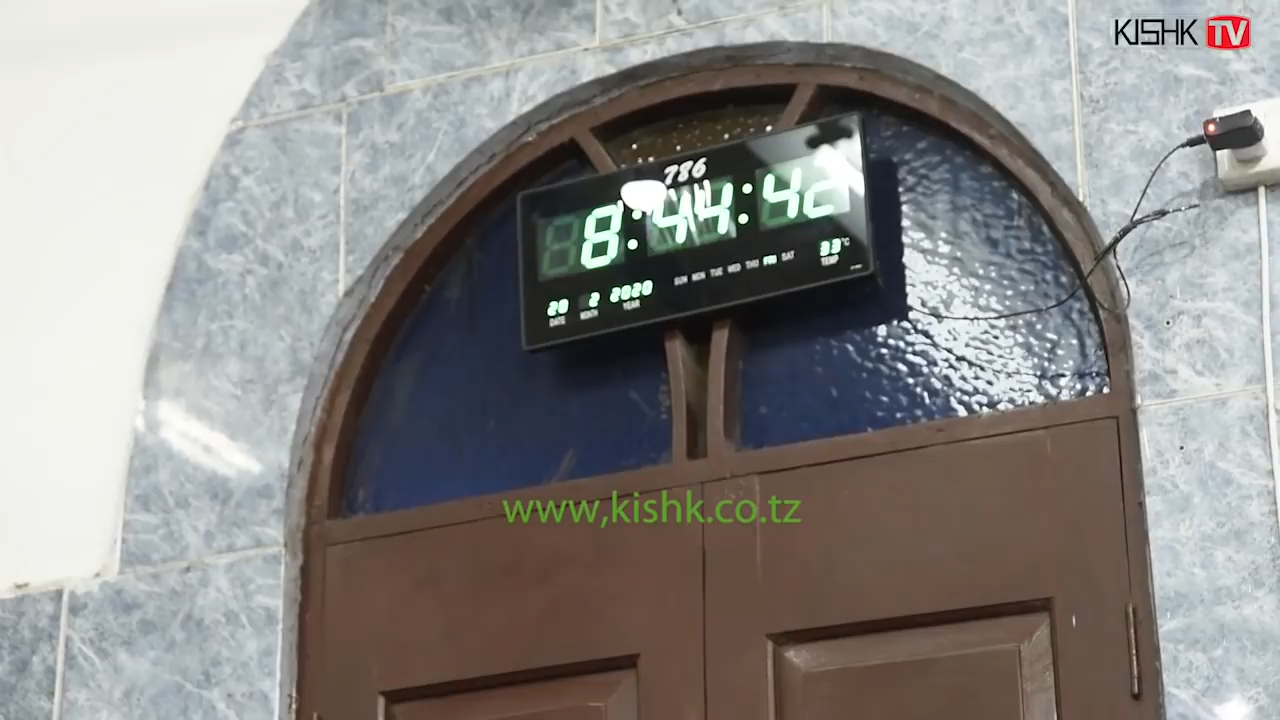 KISHK TV
786
8:44:4
SUN MON TUE WED THU FRI SAT
33°C
TEMP
20 2 2020
DATE MONTH YEAR
www,kishk.co.tz